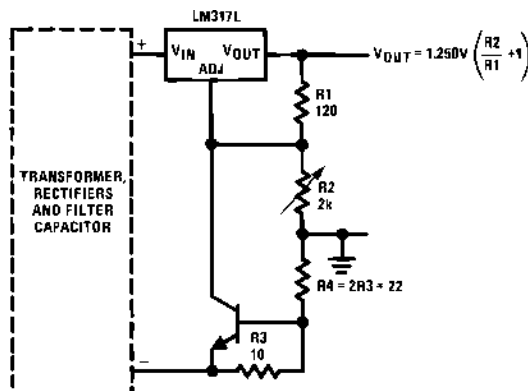 LM317L
+
VIN
VOUT
ADJ
VOUT = 1.250V (R2/R1 +1)
R1
120
TRANSFORMER,
RECTIFIERS
AND FILTER
CAPACITOR
R2
2k
R4 = 2R3 * 22
R3
10
−